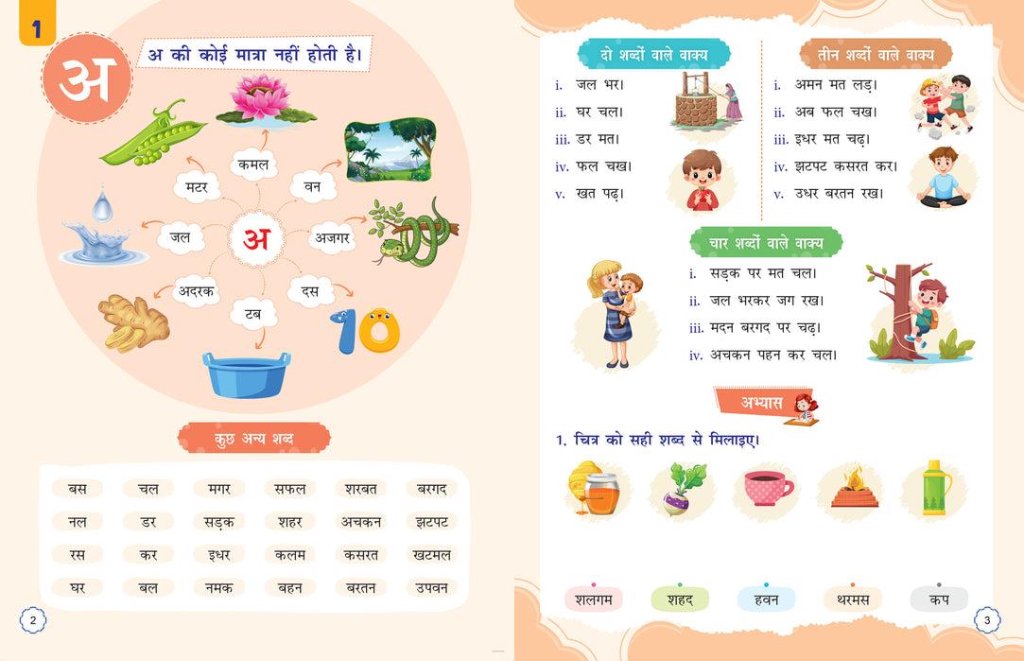 1
अ
अ की कोई मात्रा नहीं होती है।
कमल
मटर
वन
जल
अ
अजगर
अदरक
दस
टब
10
कुछ अन्य शब्द
बस चल मगर सफल शरबत बरगद
नल डर सड़क शहर अचकन झटपट
रस कर इधर कलम कसरत खटमल
घर बल नमक बहन बरतन उपवन
2
दो शब्दों वाले वाक्य
i. जल भर।
ii. घर चल।
iii. डर मत।
iv. फल चख।
v. खत पढ़।
तीन शब्दों वाले वाक्य
i. अमन मत लड़।
ii. अब फल चख।
iii. इधर मत चढ़।
iv. झटपट कसरत कर।
v. उधर बरतन रख।
चार शब्दों वाले वाक्य
i. सड़क पर मत चल।
ii. जल भरकर जग रख।
iii. मदन बरगद पर चढ़।
iv. अचकन पहन कर चल।
अभ्यास
1. चित्र को सही शब्द से मिलाइए।
शलगम शहद हवन थरमस कप
3